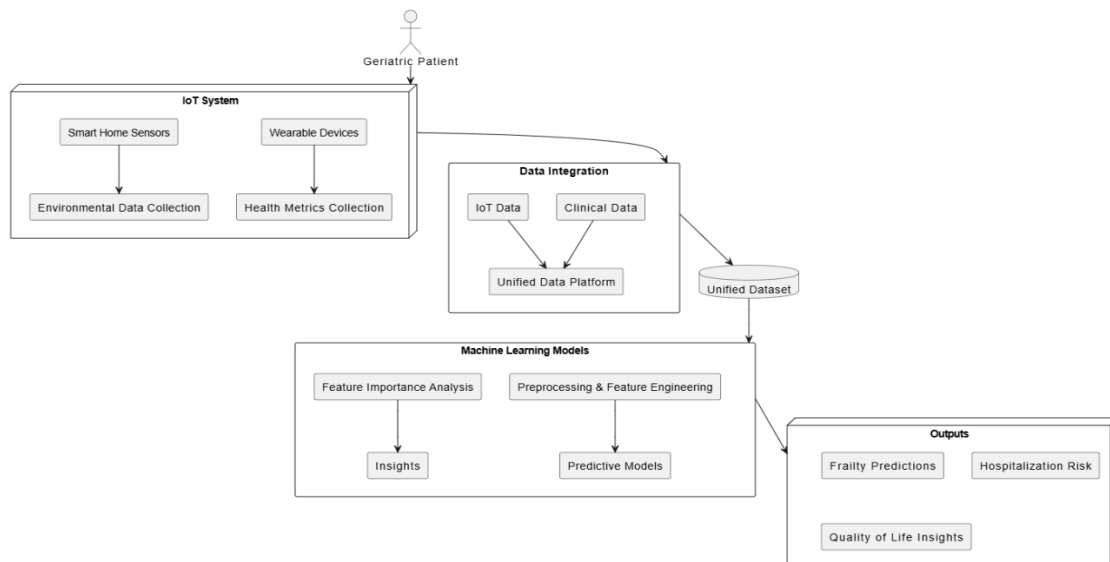 Geriatric Patient
IoT System
Smart Home Sensors
Wearable Devices
Environmental Data Collection
Health Metrics Collection
Data Integration
IoT Data
Clinical Data
Unified Data Platform
Unified Dataset
Machine Learning Models
Feature Importance Analysis
Preprocessing & Feature Engineering
Insights
Predictive Models
Outputs
Frailty Predictions
Hospitalization Risk
Quality of Life Insights